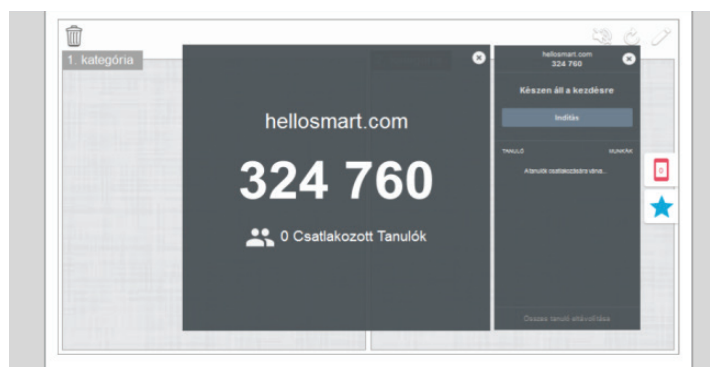 1. kategória
hellosmart.com
324 760
0 Csatlakozott Tanulók
hellosmart.com
324 760
Készen áll a kezdésre
Indítás
TANULÓ MUNKÁK
A tanulók csatlakozására várva...
Összes tanuló eltávolítása
0